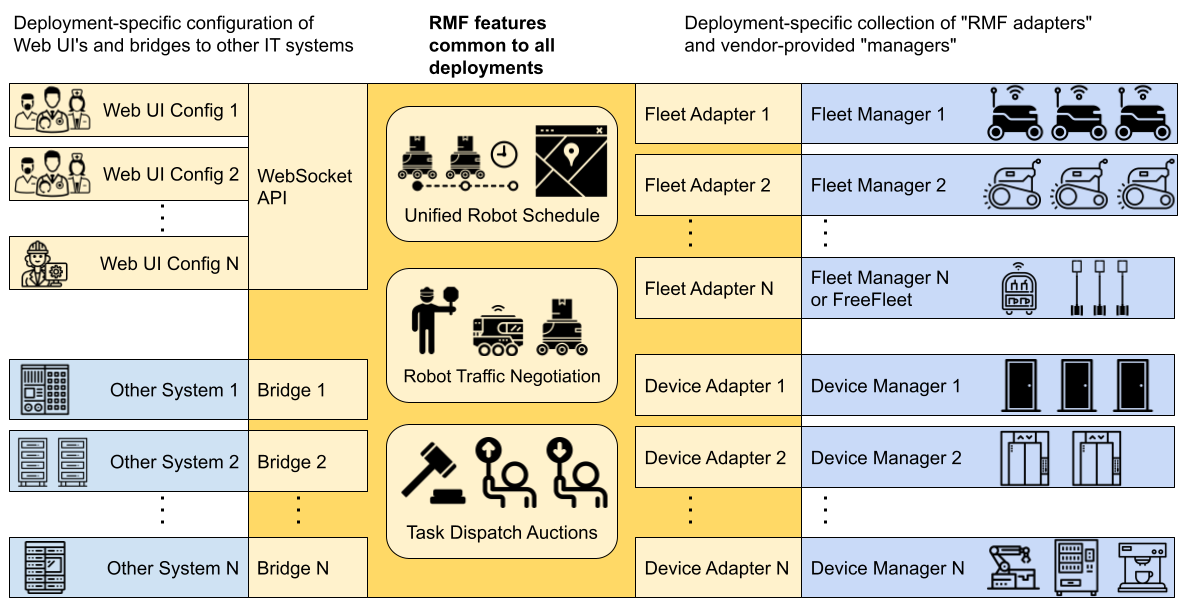 Deployment-specific configuration of
Web UI's and bridges to other IT systems
RMF features
common to all
deployments
Deployment-specific collection of "RMF adapters"
and vendor-provided "managers"
Web UI Config 1
Web UI Config 2
Web UI Config N
WebSocket
API
Other System 1
Bridge 1
Other System 2
Bridge 2
Other System N
Bridge N
Unified Robot Schedule
Robot Traffic Negotiation
Task Dispatch Auctions
Fleet Adapter 1
Fleet Manager 1
Fleet Adapter 2
Fleet Manager 2
Fleet Adapter N
Fleet Manager N
or FreeFleet
Device Adapter 1
Device Manager 1
Device Adapter 2
Device Manager 2
Device Adapter N
Device Manager N